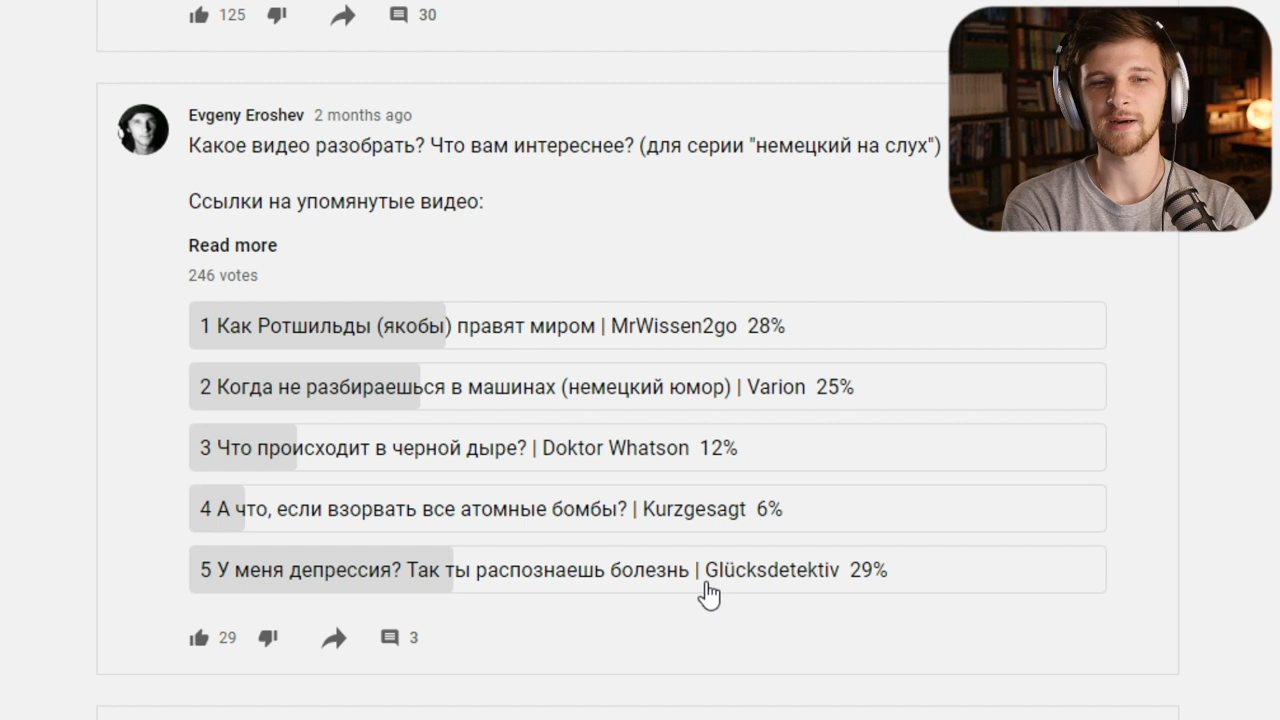 125 30
Evgeny Eroshev 2 months ago
Какое видео разобрать? Что вам интереснее? (для серии "немецкий на слух")
Ссылки на упомянутые видео:
Read more
246 votes
1 Как Ротшильды (якобы) правят миром | MrWissen2go 28%
2 Когда не разбираешься в машинах (немецкий юмор) | Varion 25%
3 Что происходит в черной дыре? | Doktor Whatson 12%
4 А что, если взорвать все атомные бомбы? | Kurzgesagt 6%
5 У меня депрессия? Так ты распознаешь болезнь | Glücksdetektiv 29%
29 3